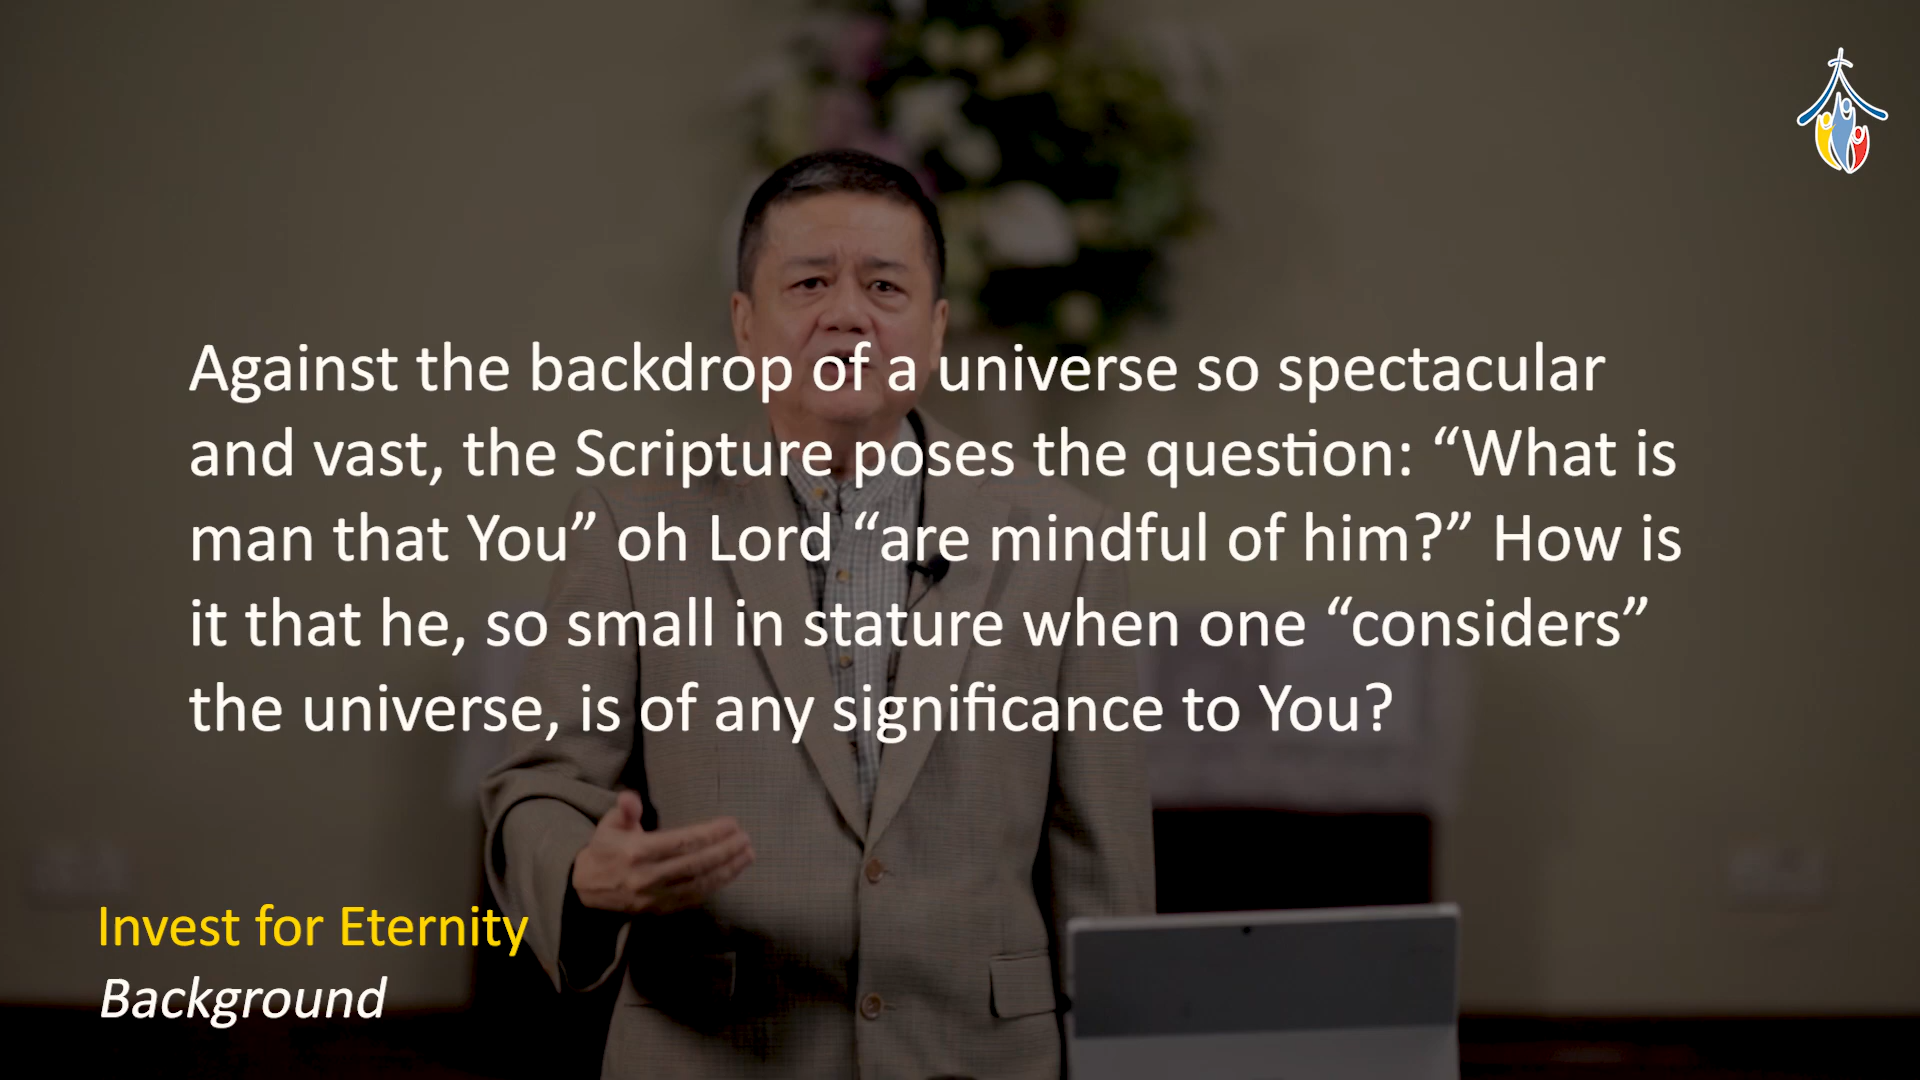 Against the backdrop of a universe so spectacular
and vast, the Scripture poses the question: “What is
man that You” oh Lord “are mindful of him?” How is
it that he, so small in stature when one “considers”
the universe, is of any significance to You?
Invest for Eternity
Background